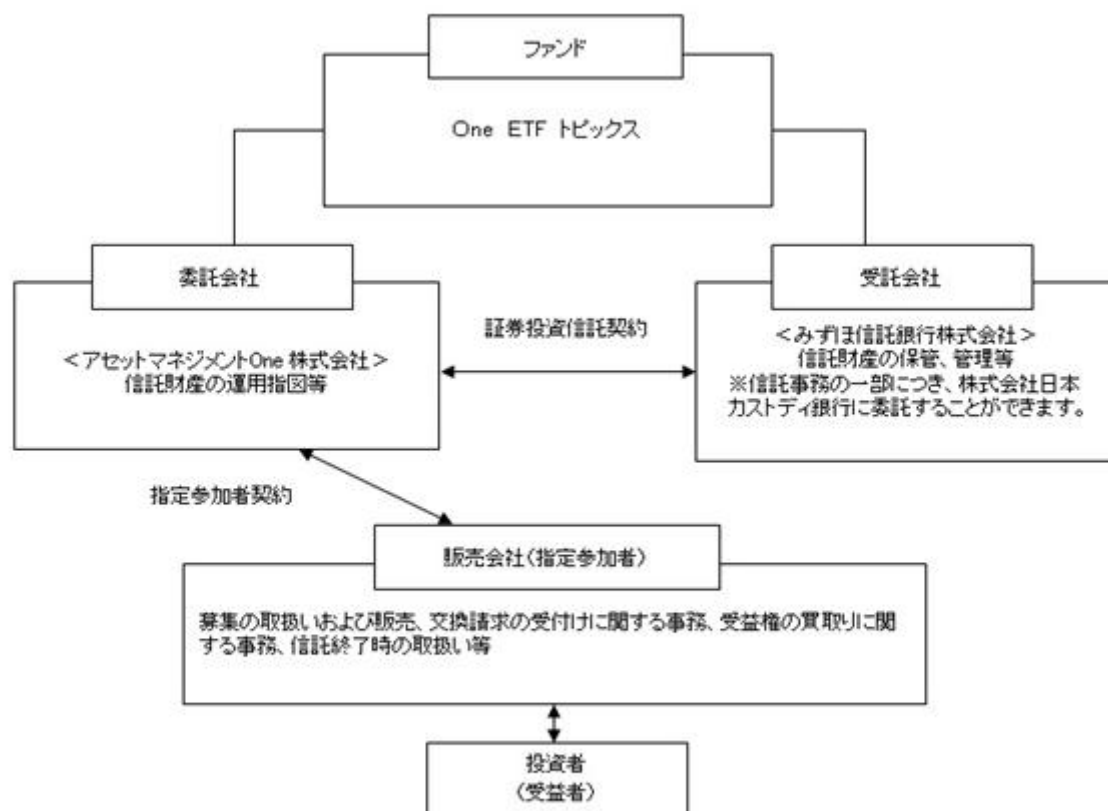 ファンド
One ETF トピックス
委託会社
受託会社
<アセットマネジメントOne 株式会社>
信託財産の運用指図等
証券投資信託契約
<みずほ信託銀行株式会社>
信託財産の保管、管理等
※信託事務の一部につき、株式会社日本
カストディ銀行に委託することができます。
指定参加者契約
販売会社(指定参加者)
募集の取扱いおよび販売、交換請求の受付けに関する事務、受益権の買取りに関
する事務、信託終了時の取扱い等
投資者
(受益者)